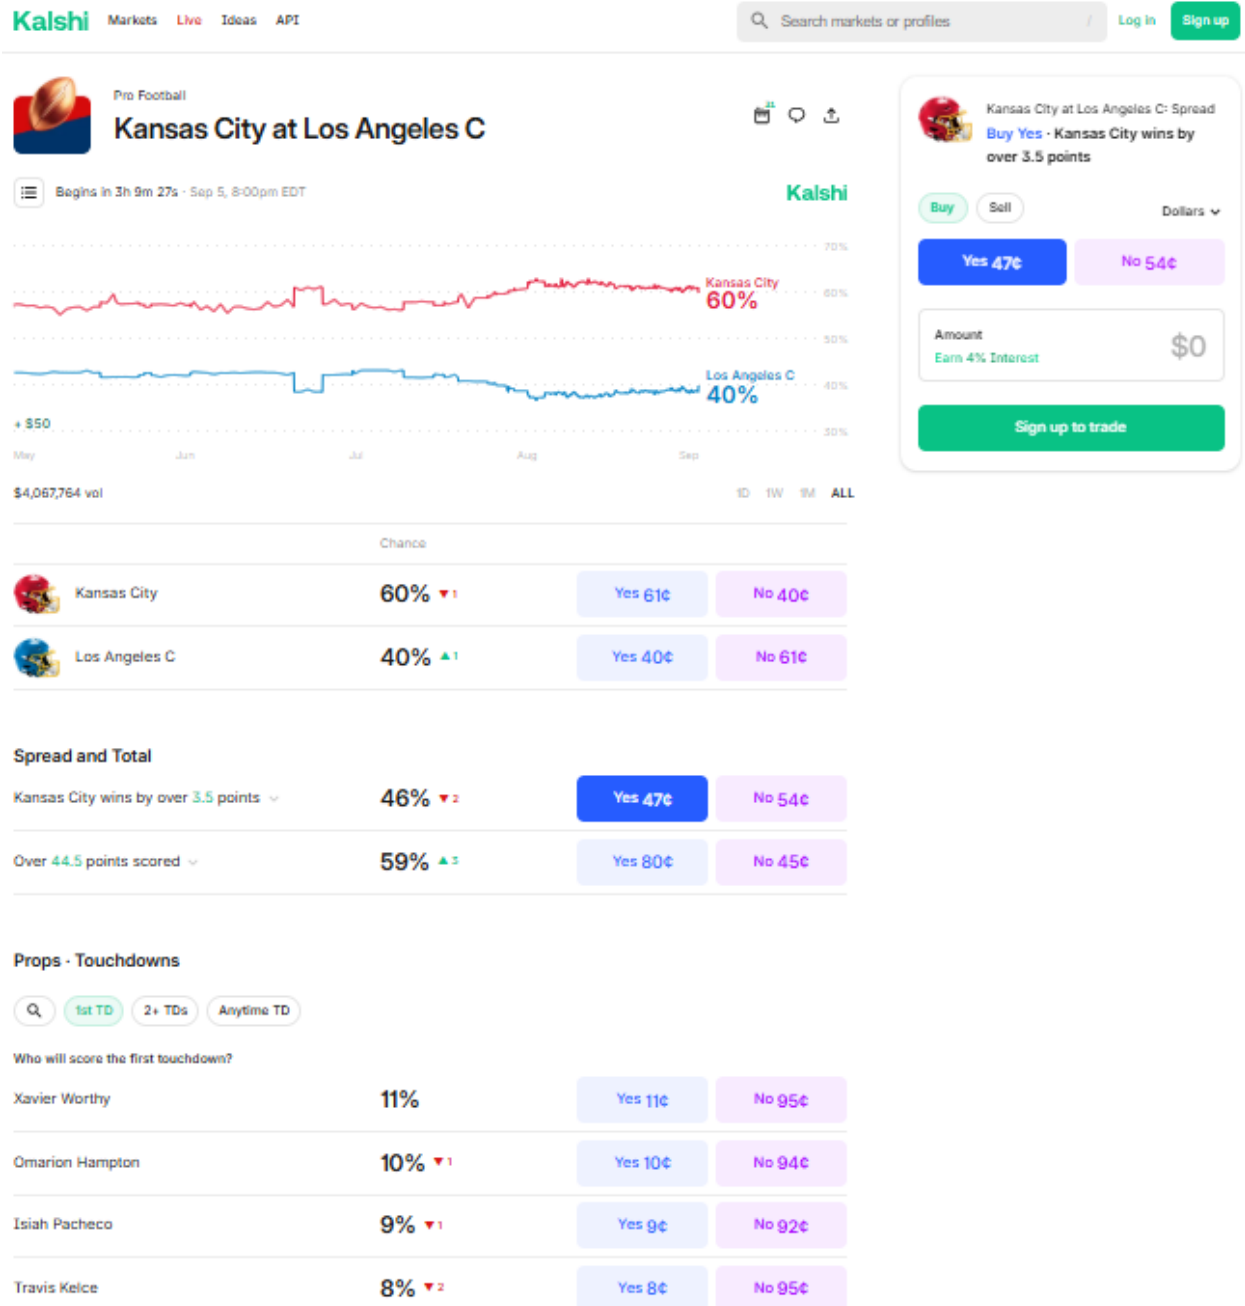 Kalshi Markets Live Ideas API Search markets or profiles / Log in Sign up
Pro Football
Kansas City at Los Angeles C
Begins in 3h 9m 27s · Sep 5, 8:00pm EDT
Kalshi
70%
Kansas City
60%
60%
50%
Los Angeles C
40%
40%
+ $50
30%
May Jun Jul Aug Sep
$4,067,764 vol 1D 1W 1M ALL
Chance
Kansas City 60% ▼ 1 Yes 61¢ No 40¢
Los Angeles C 40% ▲ 1 Yes 40¢ No 61¢
Spread and Total
Kansas City wins by over 3.5 points 46% ▼ 2 Yes 47¢ No 54¢
Over 44.5 points scored 59% ▲ 3 Yes 80¢ No 45¢
Props · Touchdowns
1st TD 2+ TDs Anytime TD
Who will score the first touchdown?
Xavier Worthy 11% Yes 11¢ No 95¢
Omarion Hampton 10% ▼ 1 Yes 10¢ No 94¢
Isiah Pacheco 9% ▼ 1 Yes 9¢ No 92¢
Travis Kelce 8% ▼ 2 Yes 8¢ No 95¢
Kansas City at Los Angeles C: Spread
Buy Yes · Kansas City wins by
over 3.5 points
Buy Sell Dollars
Yes 47¢ No 54¢
Amount
Earn 4% Interest
$0
Sign up to trade